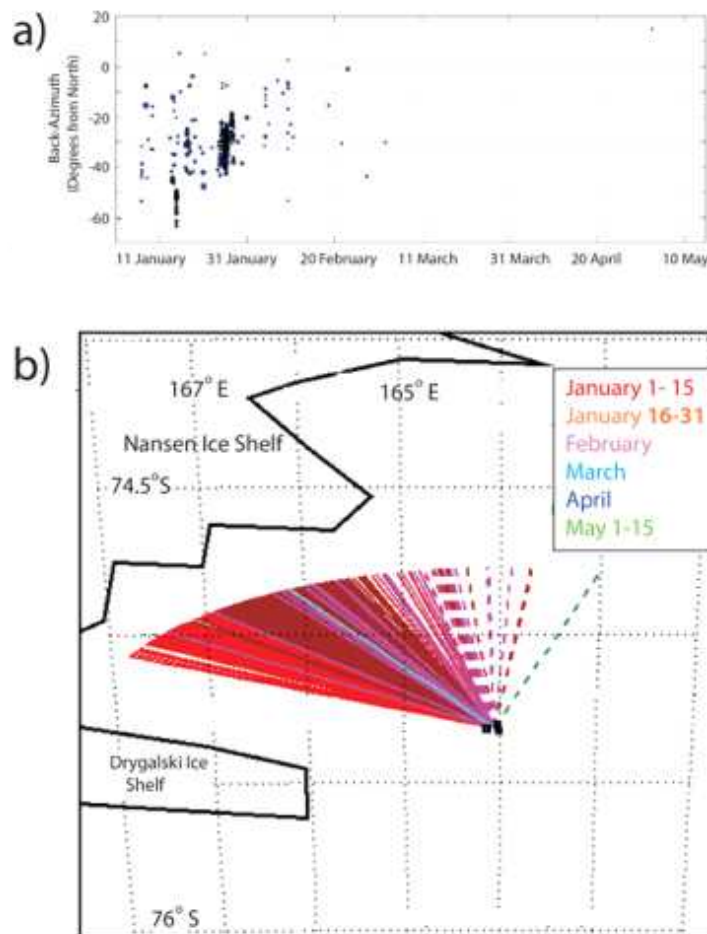 a)
Back-Azimuth
(Degrees from North)
20
0
-20
-40
-60
11 January
31 January
20 February
11 March
31 March
20 April
10 May
b)
167° E
165° E
January 1- 15
January 16-31
February
March
April
May 1-15
Nansen Ice Shelf
74.5°S
Drygalski Ice
Shelf
76° S